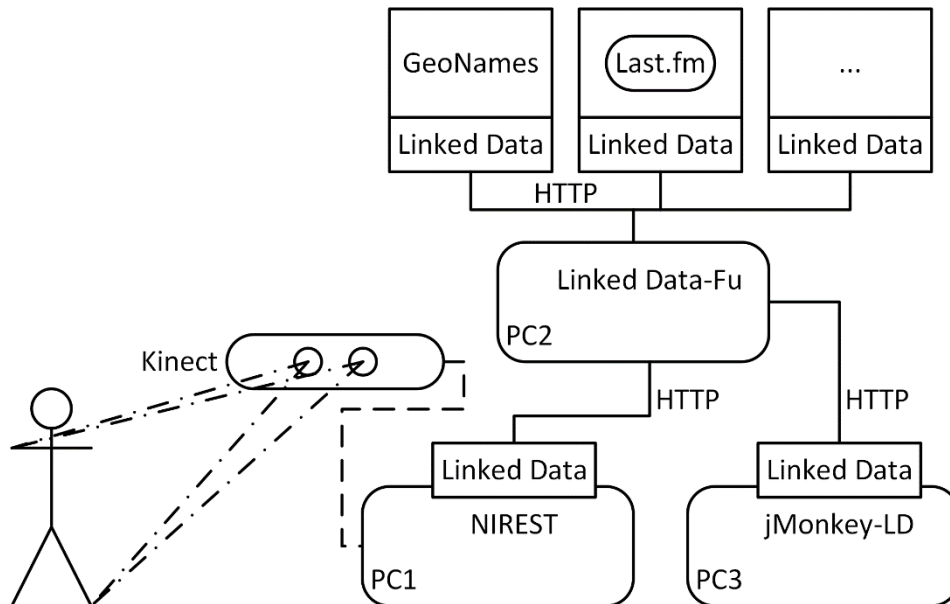 GeoNames
Last.fm
...
Linked Data
Linked Data
Linked Data
HTTP
Linked Data-Fu
PC2
Kinect
HTTP
HTTP
Linked Data
Linked Data
NIREST
jMonkey-LD
PC1
PC3